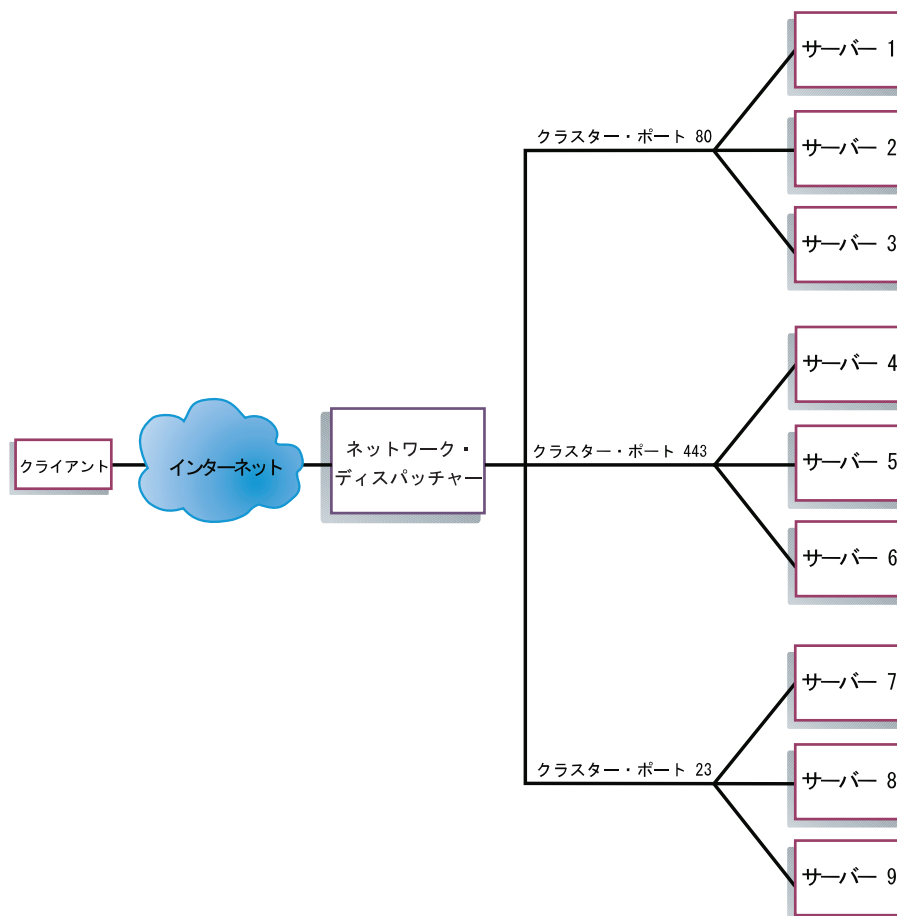 サーバー 1
クラスター・ポート 80
サーバー 2
サーバー 3
サーバー 4
クライアント
インターネット
ネットワーク・
ディスパッチャー
クラスター・ポート 443
サーバー 5
サーバー 6
サーバー 7
クラスター・ポート 23
サーバー 8
サーバー 9